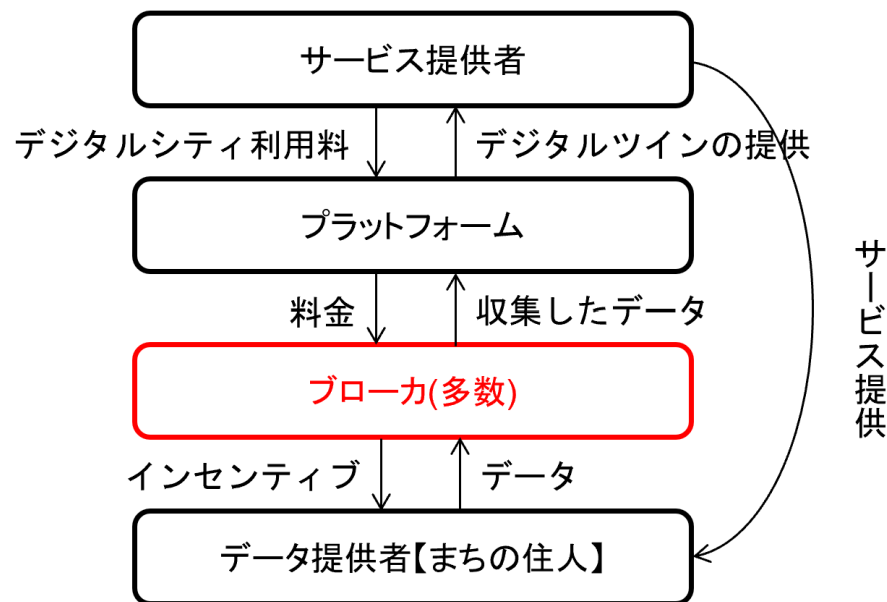 サービス提供者
デジタルシティ利用料
デジタルツインの提供
プラットフォーム
料金
収集したデータ
サービス提供
ブローカ(多数)
インセンティブ
データ
データ提供者【まちの住人】